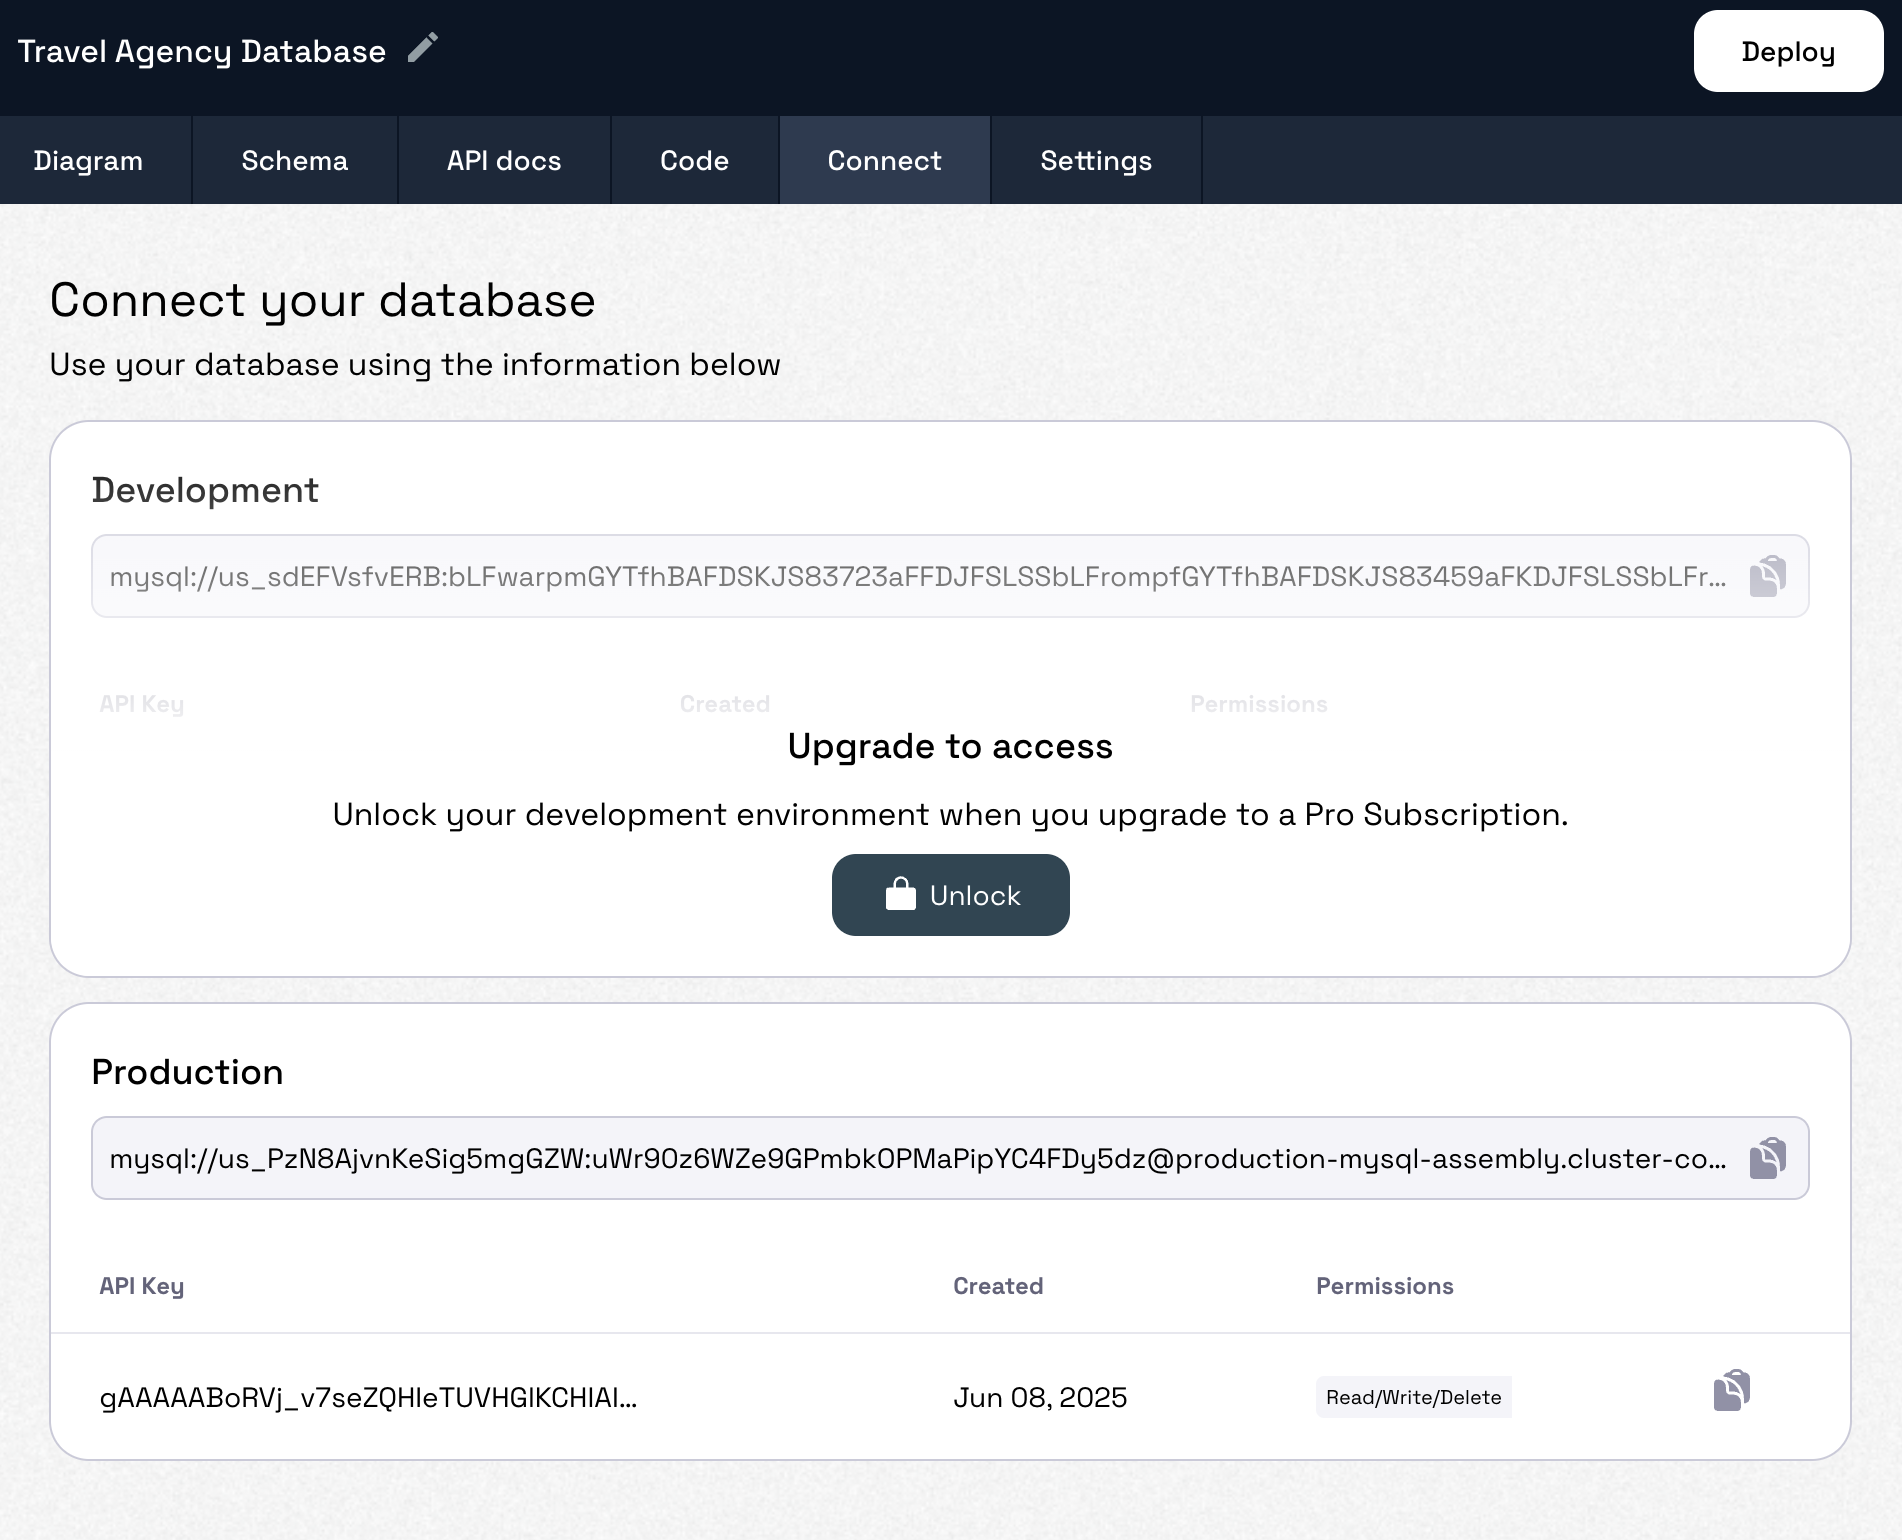 Travel Agency Database
Deploy
Diagram Schema API docs Code Connect Settings
Connect your database
Use your database using the information below
Development
mysql://us_sdEFVsfvERB:bLFwarpmGYTfhBAFDSKJS83723aFFDJFSLSSbLFrompfGYTfhBAFDSKJS83459aFKDJFSLSSbLFr...
API Key Created Permissions
Upgrade to access
Unlock your development environment when you upgrade to a Pro Subscription.
Unlock
Production
mysql://us_PzN8AjvnKeSig5mgGZW:uWr90z6WZe9GPmbkOPMaPipYC4FDy5dz@production-mysql-assembly.cluster-co...
API Key Created Permissions
gAAAAABoRVj_v7seZQHIeTUVHGIKCHIAI... Jun 08, 2025 Read/Write/Delete